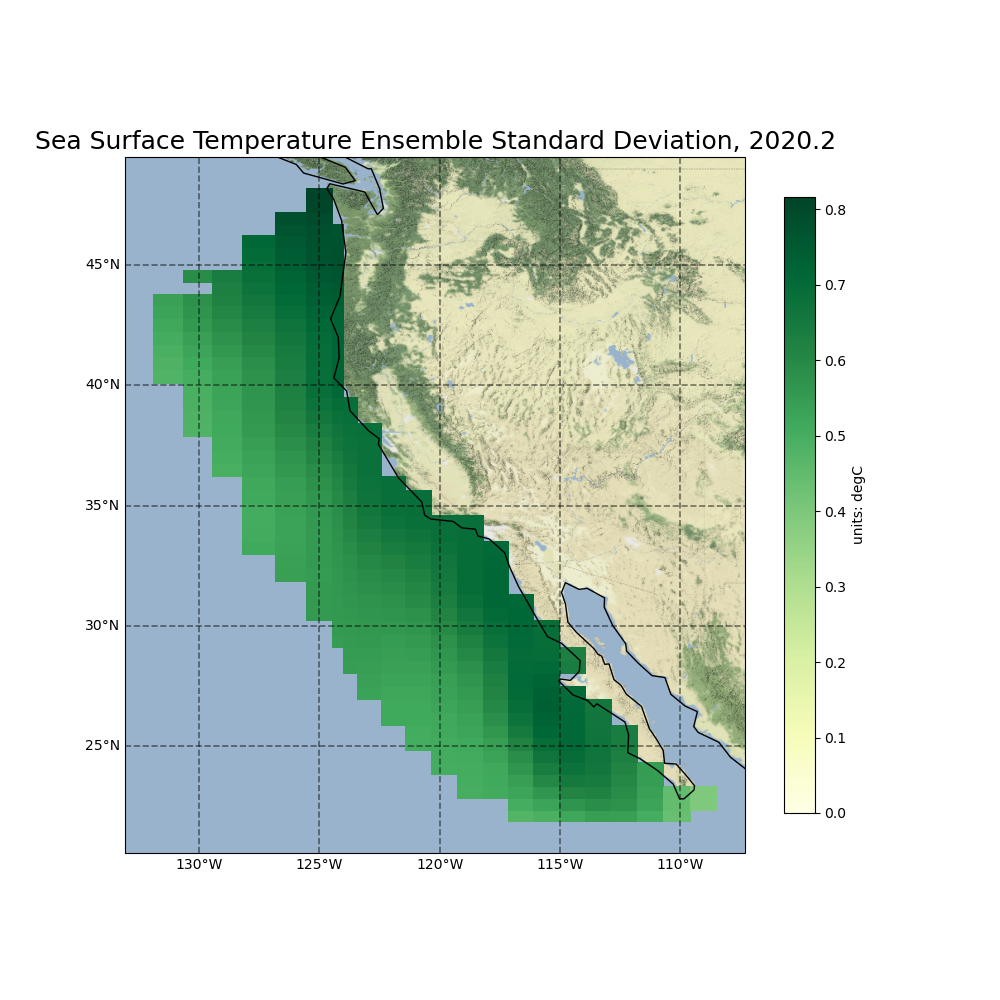 Sea Surface Temperature Ensemble Standard Deviation, 2020.2
45°N
40°N
35°N
30°N
25°N
130°W 125°W 120°W 115°W 110°W
0.8
0.7
0.6
0.5
0.4
0.3
0.2
0.1
0.0
units: degC